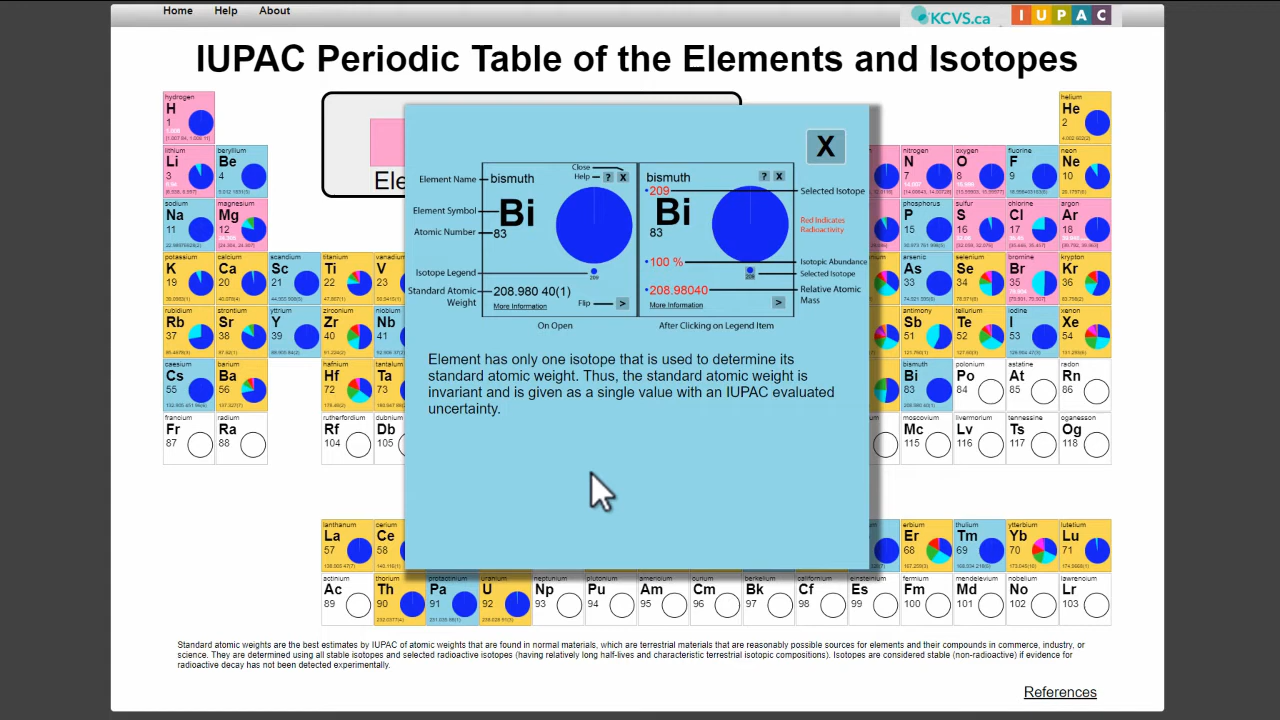 Home Help About
KCVS.ca IUPAC
IUPAC Periodic Table of the Elements and Isotopes
hydrogen
H
1
helium
He
2
4.002 602(2)
Ele
X
lithium
Li
3
beryllium
Be
4
9.012 1831(5)
nitrogen
N
7
oxygen
O
8
fluorine
F
9
neon
Ne
10
20.1797(6)
sodium
Na
11
magnesium
Mg
12
phosphorus
P
15
sulfur
S
16
chlorine
Cl
17
argon
Ar
18
potassium
K
19
calcium
Ca
20
scandium
Sc
21
titanium
Ti
22
vanadiu
V
23
arsenic
As
33
selenium
Se
34
bromine
Br
35
krypton
Kr
36
rubidium
Rb
37
strontium
Sr
38
yttrium
Y
39
zirconium
Zr
40
niobium
Nb
41
antimony
Sb
51
tellurium
Te
52
iodine
I
53
xenon
Xe
54
caesium
Cs
55
barium
Ba
56
hafnium
Hf
72
tantalum
Ta
73
bismuth
Bi
83
polonium
Po
84
astatine
At
85
radon
Rn
86
francium
Fr
87
radium
Ra
88
rutherfordium
Rf
104
dubnium
Db
105
moscovium
Mc
115
livermorium
Lv
116
tennessine
Ts
117
oganesson
Og
118
Close
Help
Element Name
bismuth
? X
Element Symbol
Bi
Atomic Number
83
Isotope Legend
209
Standard Atomic
Weight
208.980 40(1)
More Information
Flip
>
On Open
bismuth
? X
209
Selected Isotope
Bi
83
Red Indicates
Radioactivity
100 %
Isotopic Abundance
209
Selected Isotope
208.98040
Relative Atomic
Mass
More Information
>
After Clicking on Legend Item
Element has only one isotope that is used to determine its
standard atomic weight. Thus, the standard atomic weight is
invariant and is given as a single value with an IUPAC evaluated
uncertainty.
lanthanum
La
57
cerium
Ce
58
erbium
Er
68
thulium
Tm
69
ytterbium
Yb
70
lutetium
Lu
71
actinium
Ac
89
thorium
Th
90
protactinium
Pa
91
uranium
U
92
neptunium
Np
93
plutonium
Pu
94
americium
Am
95
curium
Cm
96
berkelium
Bk
97
californium
Cf
98
einsteinium
Es
99
fermium
Fm
100
mendelevium
Md
101
nobelium
No
102
lawrencium
Lr
103
Standard atomic weights are the best estimates by IUPAC of atomic weights that are found in normal materials, which are terrestrial materials that are reasonably possible sources for elements and their compounds in commerce, industry, or
science. They are determined using all stable isotopes and selected radioactive isotopes (having relatively long half-lives and characteristic terrestrial isotopic compositions). Isotopes are considered stable (non-radioactive) if evidence for
radioactive decay has not been detected experimentally.
References